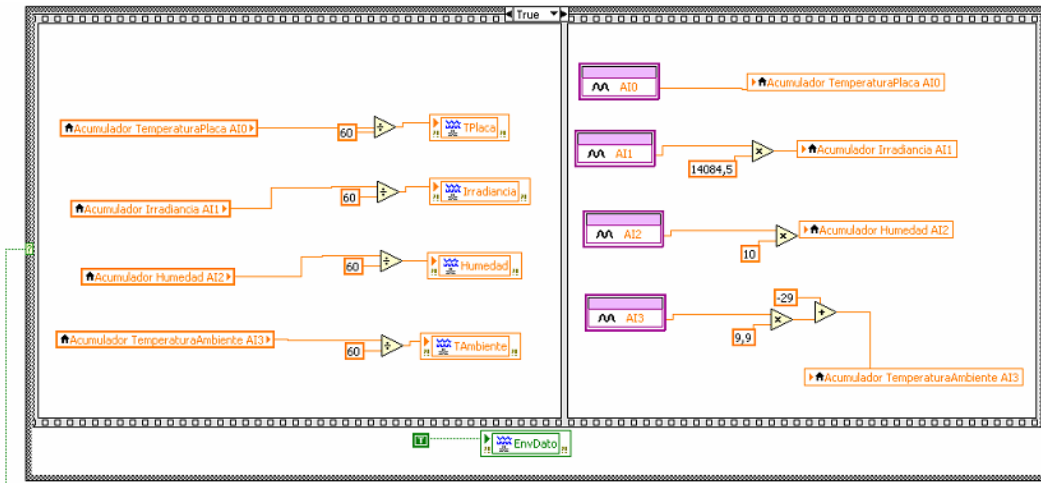 True
Acumulador TemperaturaPlaca AI0
60
÷
TPlaca
Acumulador Irradiancia AI1
60
÷
Irradiancia
Acumulador Humedad AI2
60
÷
Humedad
Acumulador TemperaturaAmbiente AI3
60
÷
TAmbiente
AI0
Acumulador TemperaturaPlaca AI0
AI1
14084,5
×
Acumulador Irradiancia AI1
AI2
10
×
Acumulador Humedad AI2
AI3
9,9
×
-29
+
Acumulador TemperaturaAmbiente AI3
?
T
EnvDato